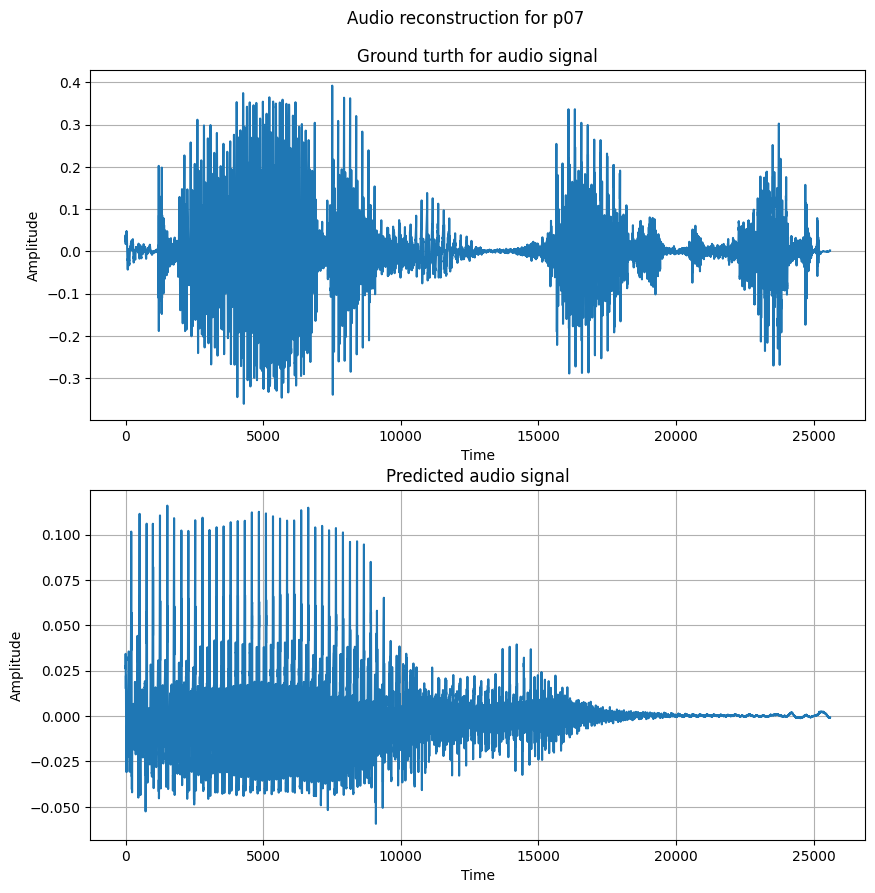 Audio reconstruction for p07
Ground turth for audio signal
0.4
0.3
0.2
0.1
0.0
−0.1
−0.2
−0.3
Amplitude
0 5000 10000 15000 20000 25000
Time
Predicted audio signal
0.100
0.075
0.050
0.025
0.000
−0.025
−0.050
Amplitude
0 5000 10000 15000 20000 25000
Time